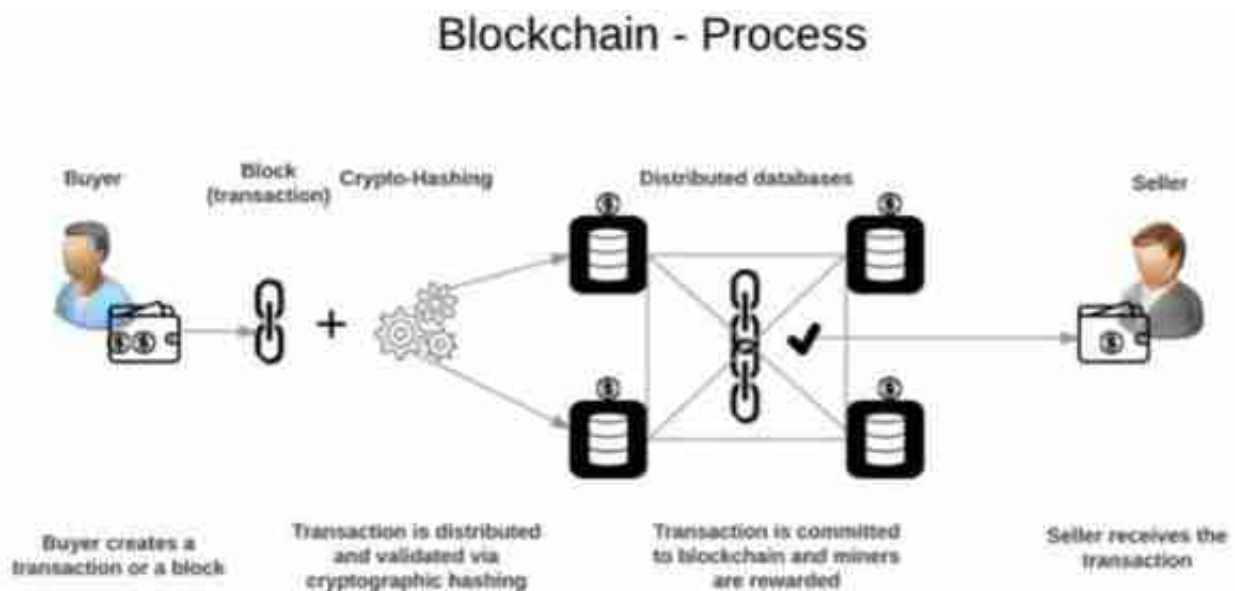 Blockchain - Process
Buyer
Block
(transaction)
Crypto-Hashing
Distributed databases
Seller
Buyer creates a
transaction or a block
Transaction is distributed
and validated via
cryptographic hashing
Transaction is committed
to blockchain and miners
are rewarded
Seller receives the
transaction